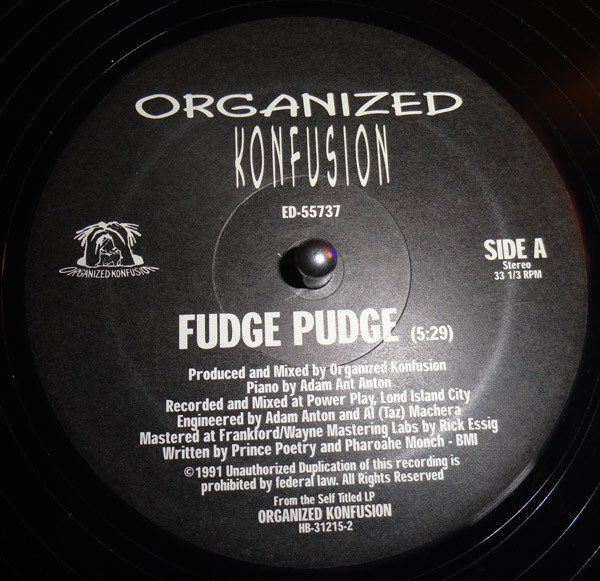 ORGANIZED
KONFUSION
ED-55737
ORGANIZED KONFUSION
SIDE A
Stereo
33 1/3 RPM
FUDGE PUDGE (5:29)
Produced and Mixed by Organized Konfusion
Piano by Adam Ant Anton
Recorded and Mixed at Power Play, Lond Island City
Engineered by Adam Anton and Al (Taz) Machera
Mastered at Frankford/Wayne Mastering Labs by Rick Essig
Written by Prince Poetry and Pharoahe Monch - BMI
©1991 Unauthorized Duplication of this recording is
prohibited by federal law. All Rights Reserved
From the Self Titled LP
ORGANIZED KONFUSION
HB-31215-2